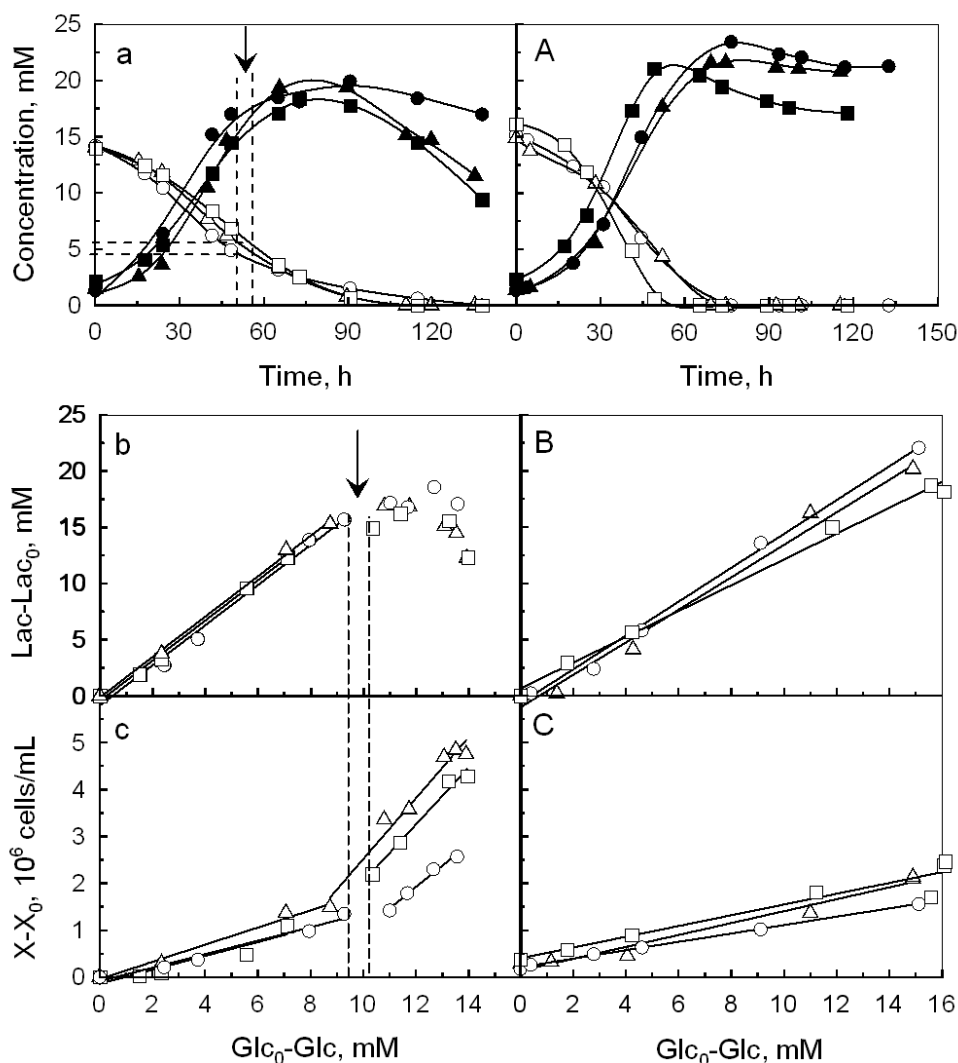 a
A
25
20
15
10
5
0
Concentration, mM
0 30 60 90 120
0 30 60 90 120 150
Time, h
Time, h
b
B
25
20
15
10
5
0
Lac-Lac₀, mM
c
C
5
4
3
2
1
0
X-X₀, 10⁶ cells/mL
0 2 4 6 8 10 12 14
0 2 4 6 8 10 12 14 16
Glc₀-Glc, mM
Glc₀-Glc, mM